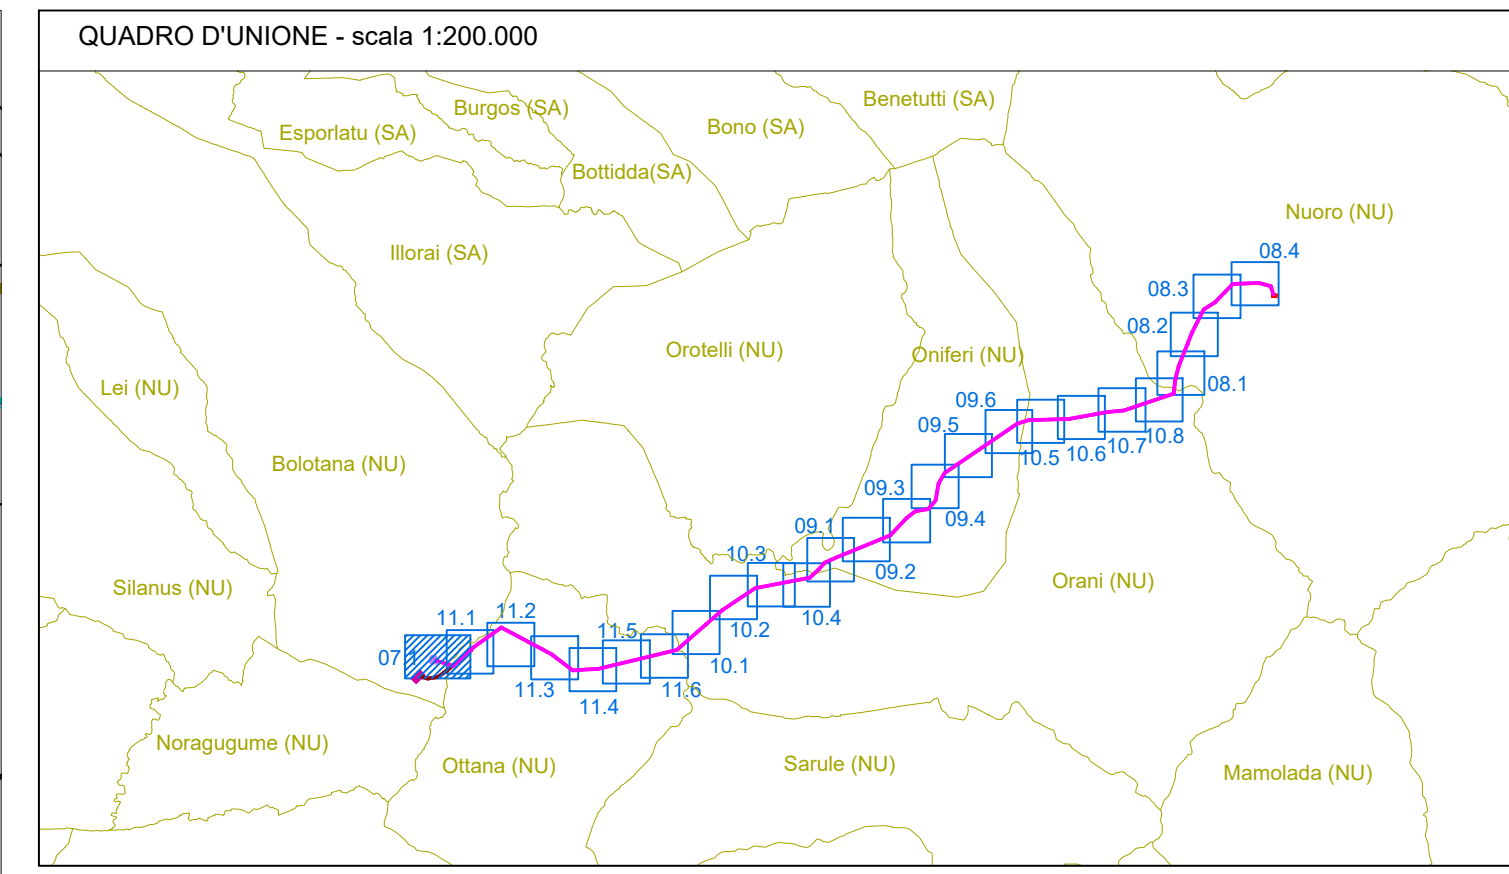 QUADRO D'UNIONE - scala 1:200.000
Benetutti (SA)
Burgos (SA)
Bono (SA)
Esporlatu (SA)
Bottidda(SA)
Nuoro (NU)
Illorai (SA)
08.4
08.3
08.2
Orotelli (NU)
Oniferi (NU)
Lei (NU)
08.1
09.6
09.5
10.5
10.6
10.7
10.8
Bolotana (NU)
09.3
09.4
09.1
10.3
09.2
Silanus (NU)
Orani (NU)
11.1
11.2
10.4
10.2
11.5
07.1
10.1
11.3
11.6
11.4
Noragugume (NU)
Ottana (NU)
Sarule (NU)
Mamolada (NU)